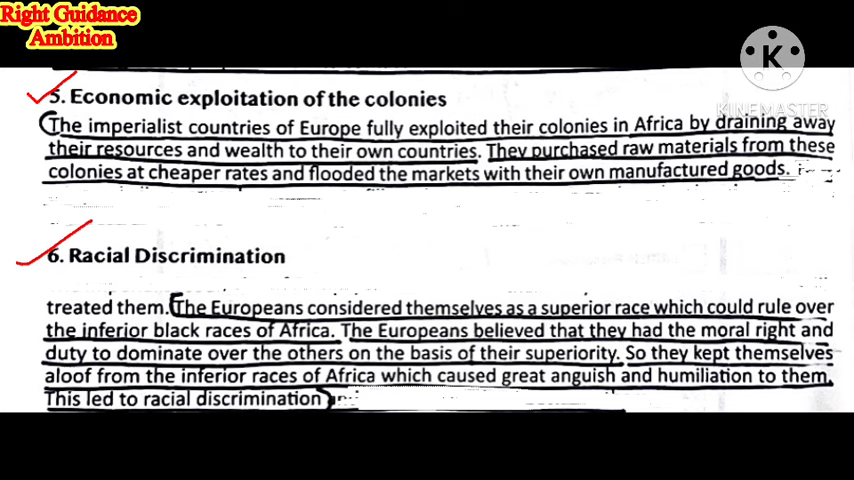 Right Guidance
Ambition
K
KINEMASTER
5. Economic exploitation of the colonies
The imperialist countries of Europe fully exploited their colonies in Africa by draining away
their resources and wealth to their own countries. They purchased raw materials from these
colonies at cheaper rates and flooded the markets with their own manufactured goods.
6. Racial Discrimination
treated them. The Europeans considered themselves as a superior race which could rule over
the inferior black races of Africa. The Europeans believed that they had the moral right and
duty to dominate over the others on the basis of their superiority. So they kept themselves
aloof from the inferior races of Africa which caused great anguish and humiliation to them.
This led to racial discrimination